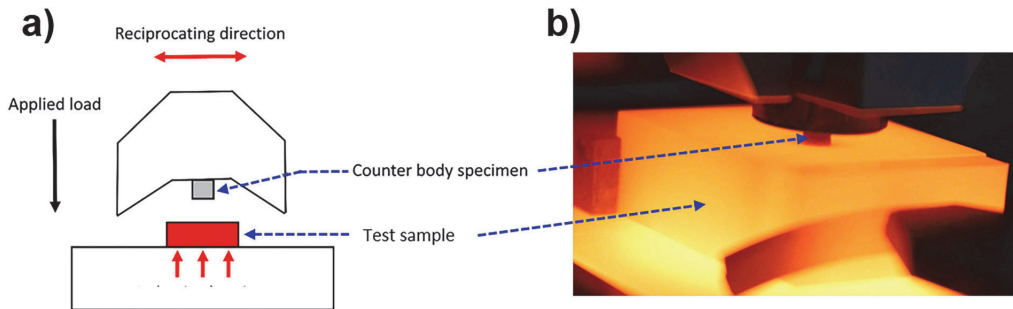 a)
b)
Reciprocating direction
Applied load
Counter body specimen
Test sample